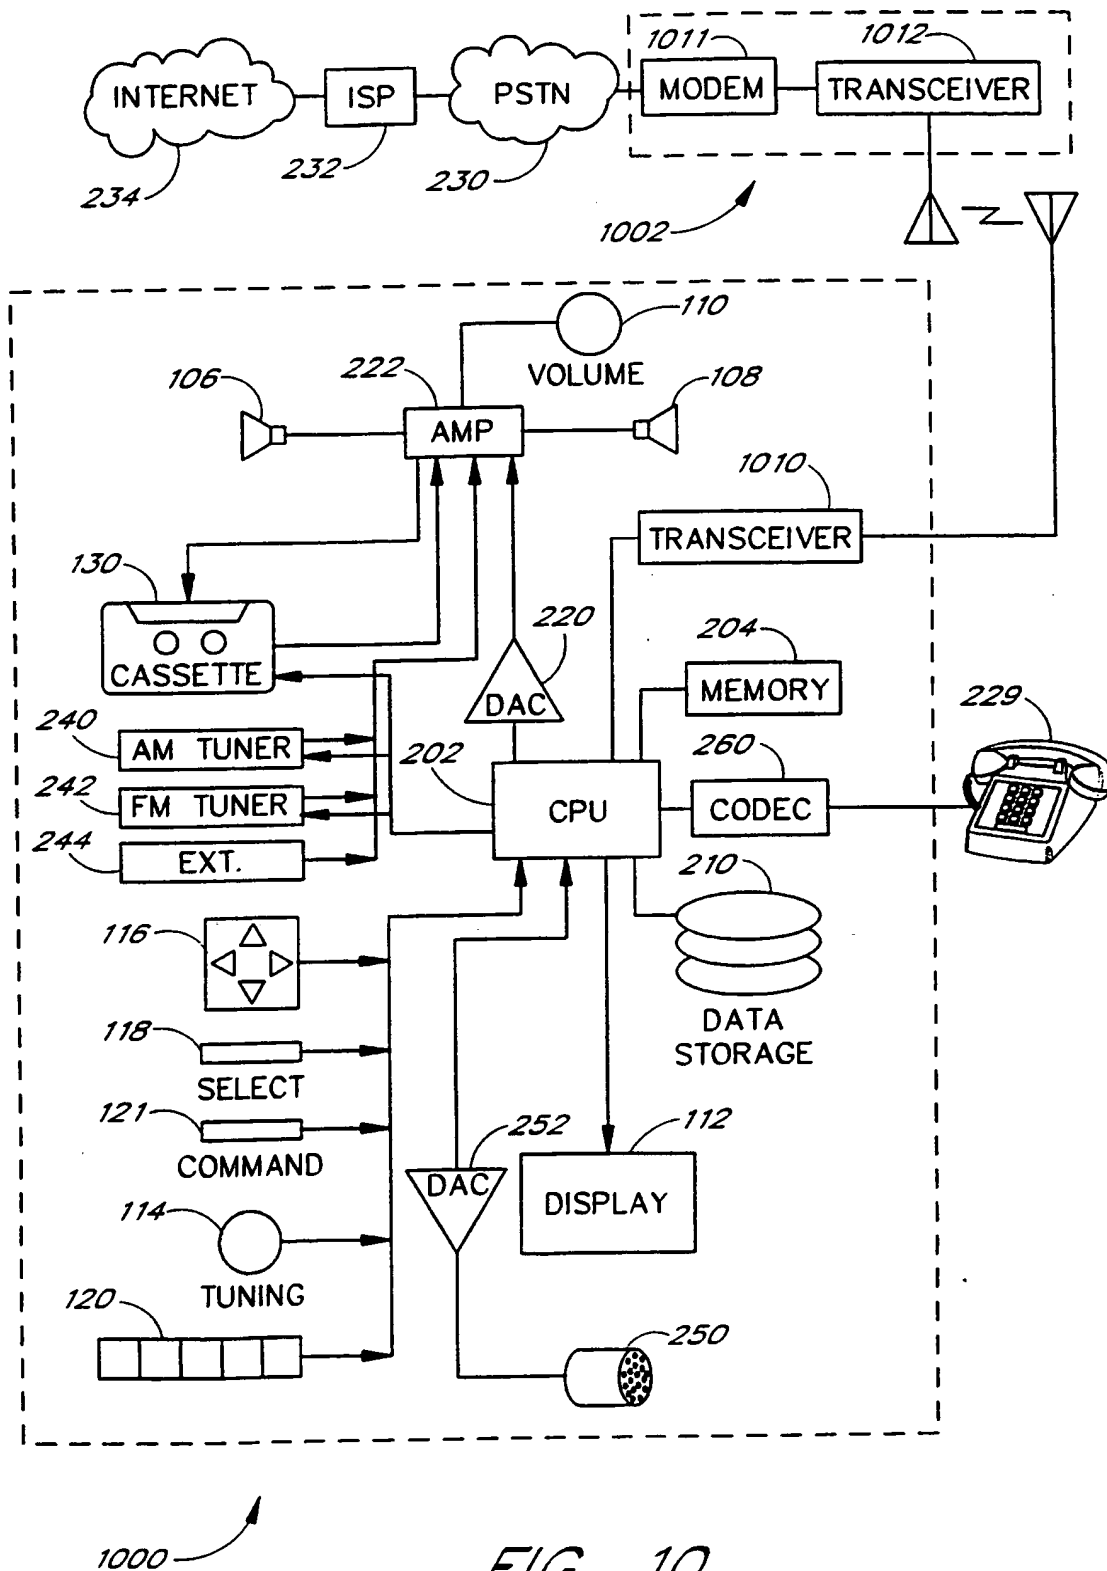 1011
1012
INTERNET
ISP
PSTN
MODEM
TRANSCEIVER
234
232
230
1002
110
VOLUME
222
106
108
AMP
1010
TRANSCEIVER
130
220
204
CASSETTE
DAC
MEMORY
229
240
AM TUNER
202
260
242
FM TUNER
CPU
CODEC
244
EXT.
210
116
DATA
STORAGE
118
SELECT
121
COMMAND
252
112
DAC
DISPLAY
114
TUNING
120
250
1000
FIG. 10